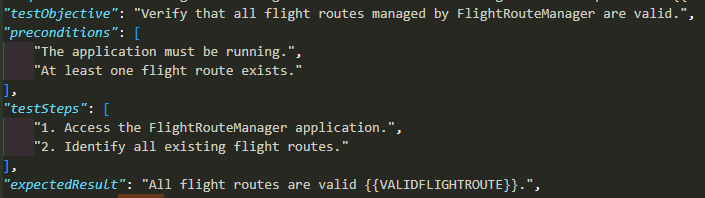 "testObjective": "Verify that all flight routes managed by FlightRouteManager are valid.",
"preconditions": [
"The application must be running.",
"At least one flight route exists."
],
"testSteps": [
"1. Access the FlightRouteManager application.",
"2. Identify all existing flight routes."
],
"expectedResult": "All flight routes are valid {{VALIDFLIGHTROUTE}}.",